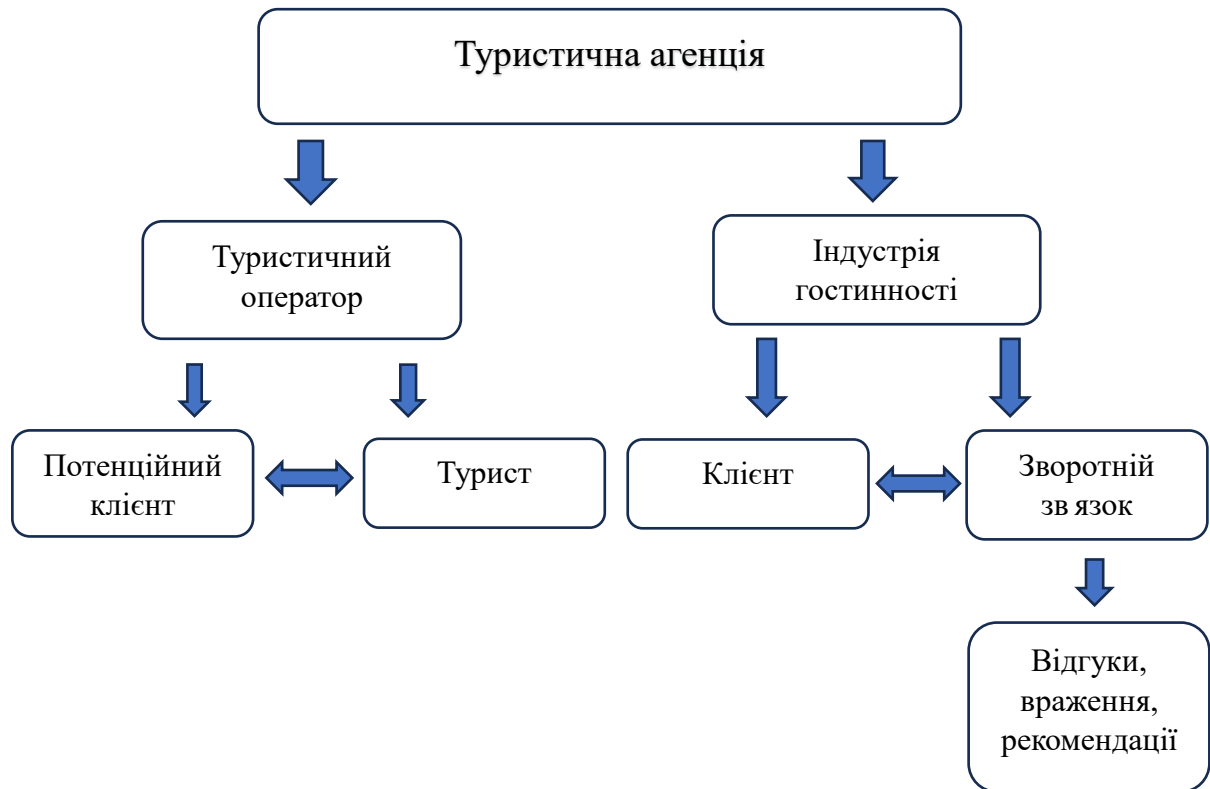 Туристична агенція
Туристичний
оператор
Індустрія
гостинності
Потенційний
клієнт
Турист
Клієнт
Зворотній
зв язок
Відгуки,
враження,
рекомендації